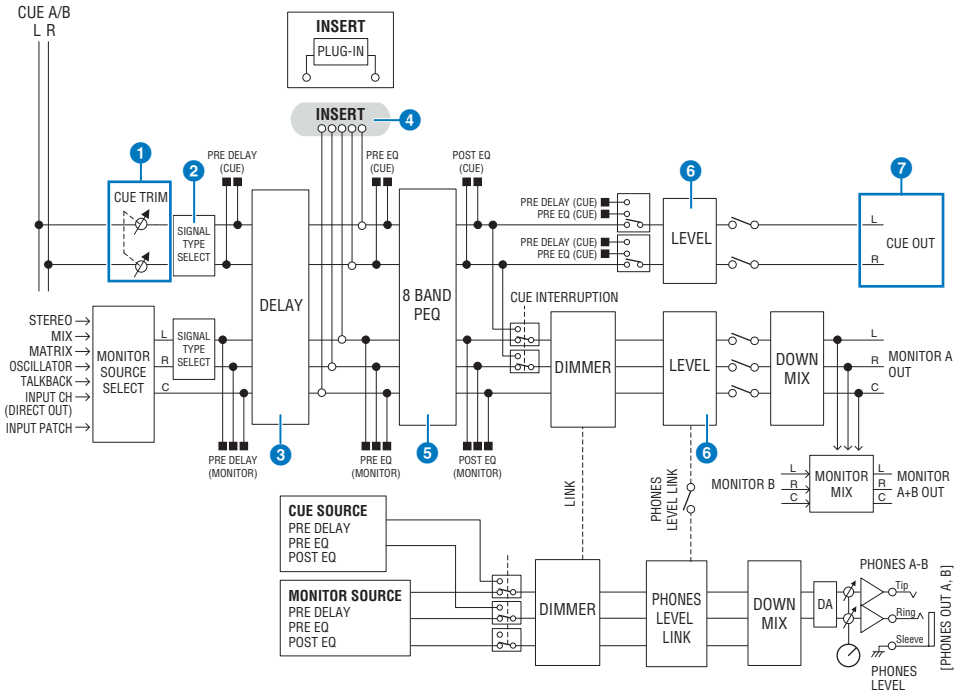 CUE A/B
L R
INSERT
PLUG-IN
INSERT
4
1
2
PRE DELAY
(CUE)
PRE EQ
(CUE)
POST EQ
(CUE)
6
7
CUE TRIM
SIGNAL
TYPE
SELECT
PRE DELAY (CUE)
PRE EQ (CUE)
PRE DELAY (CUE)
PRE EQ (CUE)
LEVEL
L
R
CUE OUT
DELAY
8 BAND
PEQ
CUE INTERRUPTION
STEREO
MIX
MATRIX
OSCILLATOR
TALKBACK
INPUT CH
(DIRECT OUT)
INPUT PATCH
MONITOR
SOURCE
SELECT
L
R
C
SIGNAL
TYPE
SELECT
DIMMER
LEVEL
DOWN
MIX
L
R
C
MONITOR A
OUT
3
5
6
PRE DELAY
(MONITOR)
PRE EQ
(MONITOR)
POST EQ
(MONITOR)
LINK
PHONES
LEVEL LINK
MONITOR B
L
R
C
MONITOR
MIX
L
R
C
MONITOR
A+B OUT
CUE SOURCE
PRE DELAY
PRE EQ
POST EQ
MONITOR SOURCE
PRE DELAY
PRE EQ
POST EQ
DIMMER
PHONES
LEVEL
LINK
DOWN
MIX
DA
PHONES A-B
Tip
Ring
Sleeve
PHONES
LEVEL
[PHONES OUT A, B]